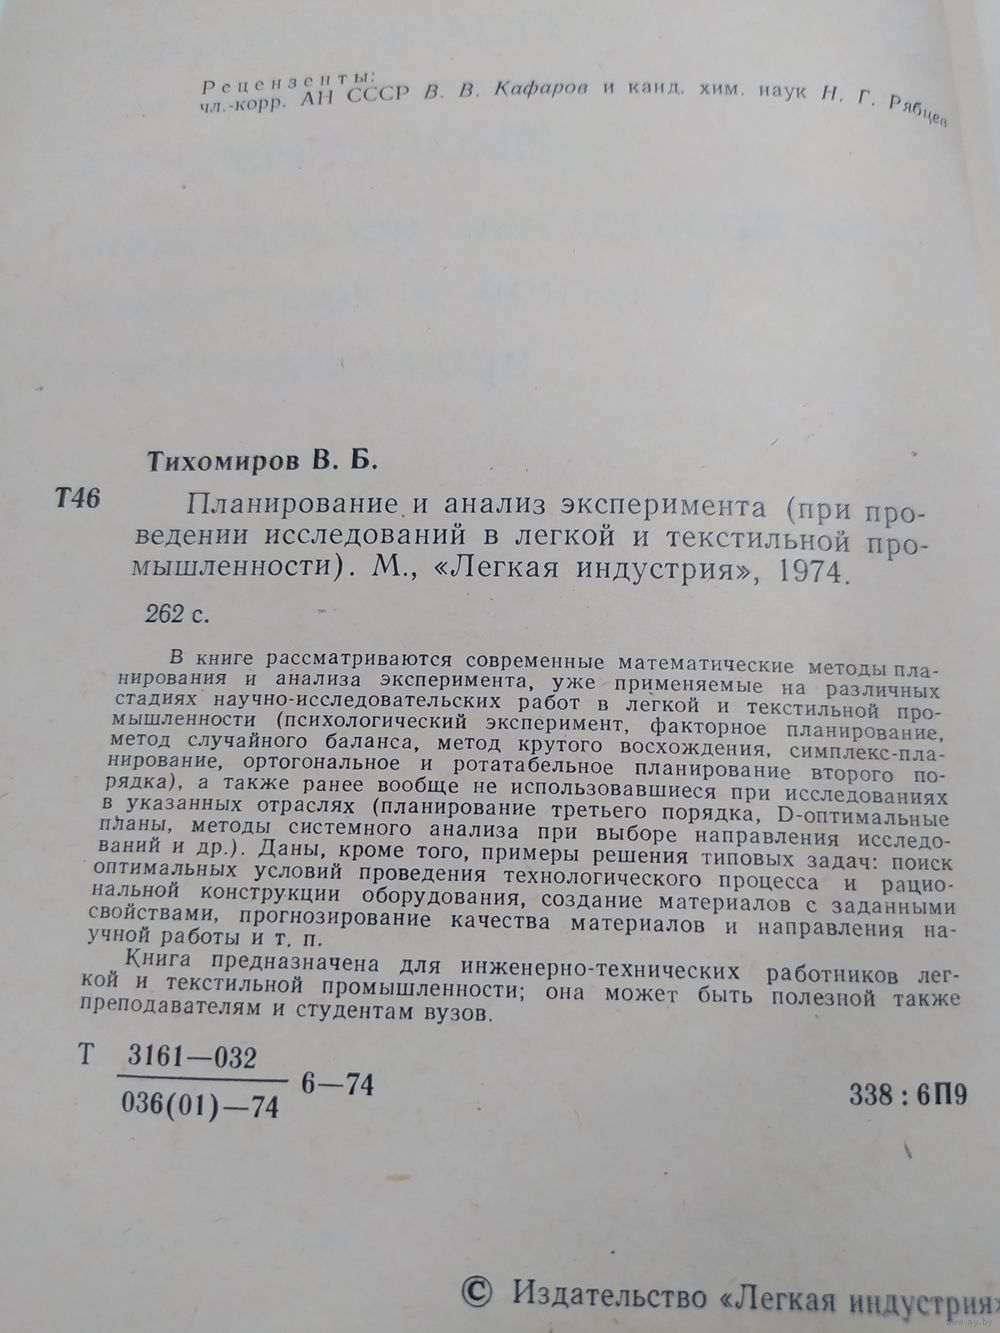 Рецензенты:
чл.-корр. АН СССР В. В. Кафаров и канд. хим. наук Н. Г. Рябцев
Тихомиров В. Б.
Т46
Планирование и анализ эксперимента (при про-
ведении исследований в легкой и текстильной про-
мышленности). М., «Легкая индустрия», 1974.
262 с.
В книге рассматриваются современные математические методы пла-
нирования и анализа эксперимента, уже применяемые на различных
стадиях научно-исследовательских работ в легкой и текстильной про-
мышленности (психологический эксперимент, факторное планирование,
метод случайного баланса, метод крутого восхождения, симплекс-пла-
нирование, ортогональное и ротатабельное планирование второго по-
рядка), а также ранее вообще не использовавшиеся при исследованиях
в указанных отраслях (планирование третьего порядка, D-оптимальные
планы, методы системного анализа при выборе направления исследо-
ваний и др.). Даны, кроме того, примеры решения типовых задач: поиск
оптимальных условий проведения технологического процесса и рацио-
нальной конструкции оборудования, создание материалов с заданными
свойствами, прогнозирование качества материалов и направления на-
учной работы и т. п.
Книга предназначена для инженерно-технических работников лег-
кой и текстильной промышленности; она может быть полезной также
преподавателям и студентам вузов.
Т 3161—032
036(01)—74 6—74
338 : 6П9
© Издательство «Легкая индустрия»
www.ay.by